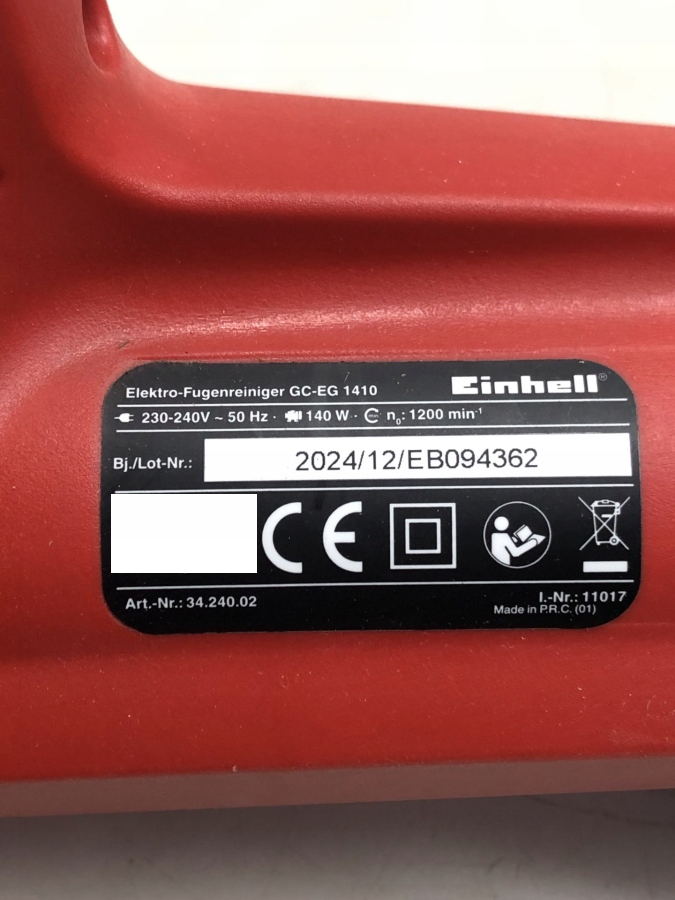 Elektro-Fugenreiniger GC-EG 1410
Einhell®
230-240V ~ 50 Hz · 140 W · n₀: 1200 min⁻¹
Bj./Lot-Nr.: 2024/12/EB094362
CE
Art.-Nr.: 34.240.02
I.-Nr.: 11017
Made in P.R.C. (01)